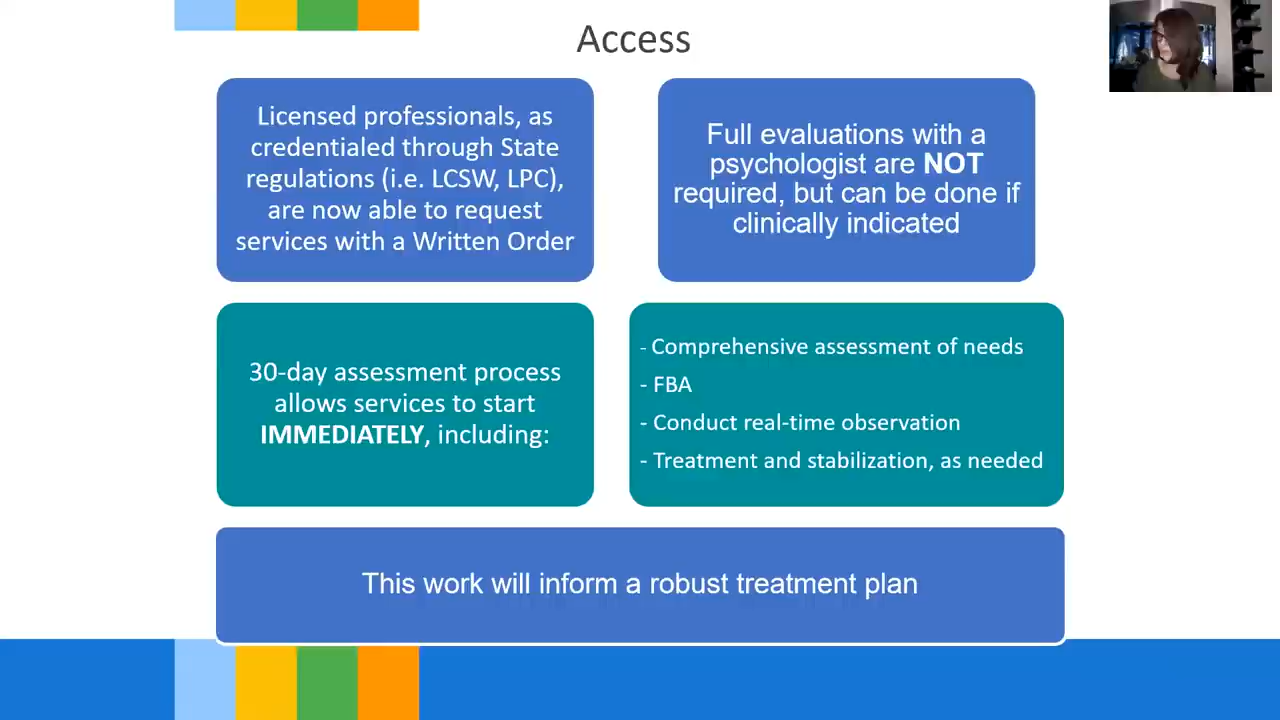 Access
Licensed professionals, as
credentialed through State
regulations (i.e. LCSW, LPC),
are now able to request
services with a Written Order
Full evaluations with a
psychologist are NOT
required, but can be done if
clinically indicated
30-day assessment process
allows services to start
IMMEDIATELY, including:
- Comprehensive assessment of needs
- FBA
- Conduct real-time observation
- Treatment and stabilization, as needed
This work will inform a robust treatment plan